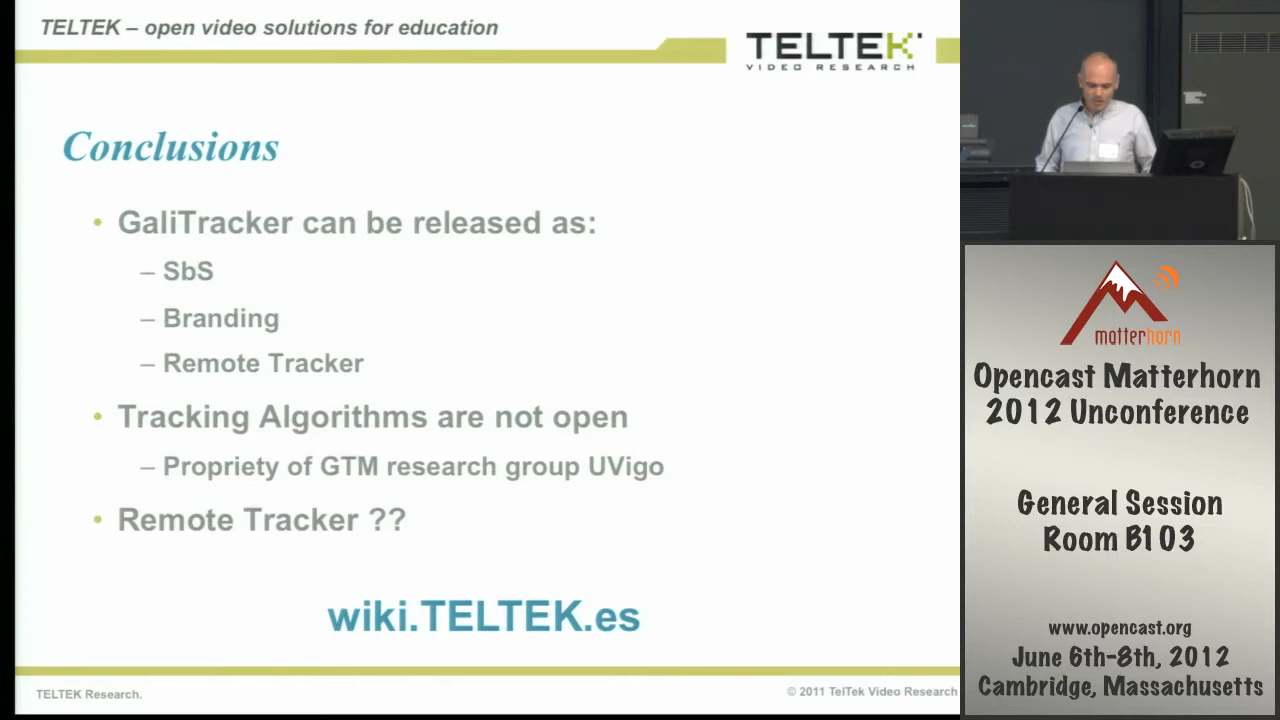 TELTEK – open video solutions for education
TELTEK
VIDEO RESEARCH
Conclusions
• GaliTracker can be released as:
– SbS
– Branding
– Remote Tracker
• Tracking Algorithms are not open
– Propriety of GTM research group UVigo
• Remote Tracker ??
wiki.TELTEK.es
TELTEK Research.
© 2011 TelTek Video Research
matterhorn
Opencast Matterhorn
2012 Unconference
General Session
Room B103
www.opencast.org
June 6th-8th, 2012
Cambridge, Massachusetts